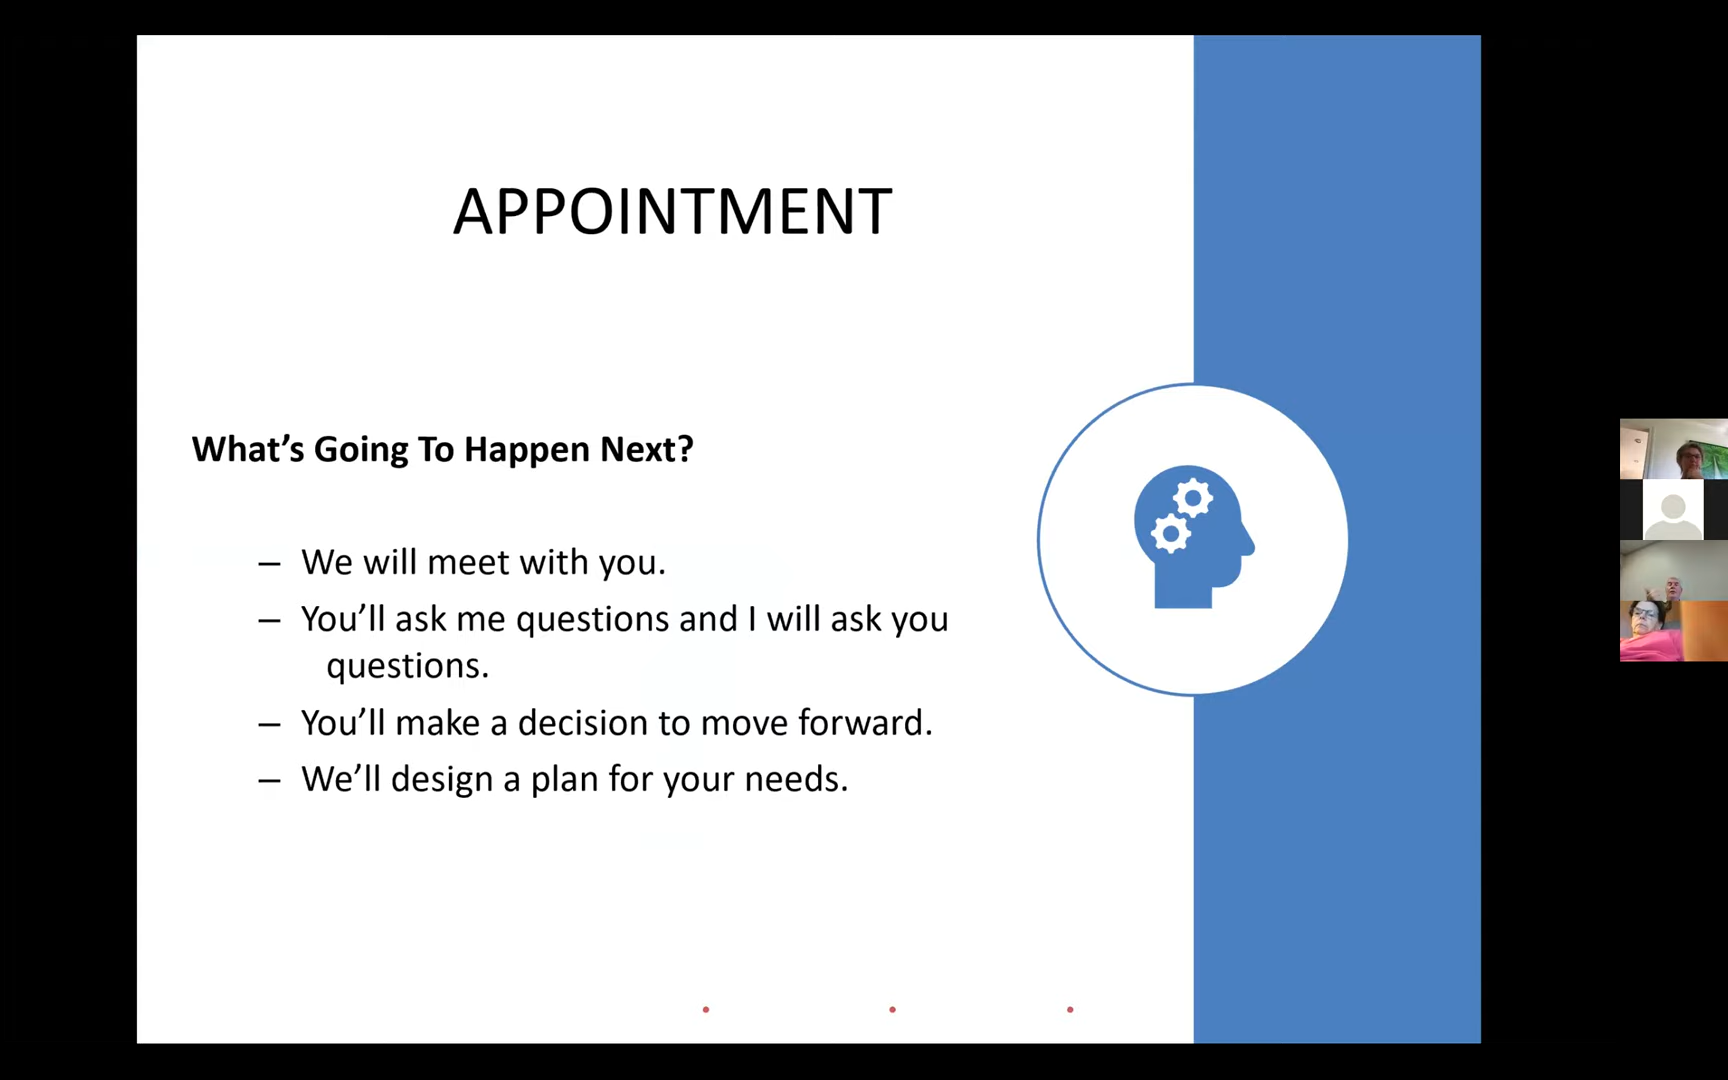 APPOINTMENT
What’s Going To Happen Next?
– We will meet with you.
– You’ll ask me questions and I will ask you
questions.
– You’ll make a decision to move forward.
– We’ll design a plan for your needs.